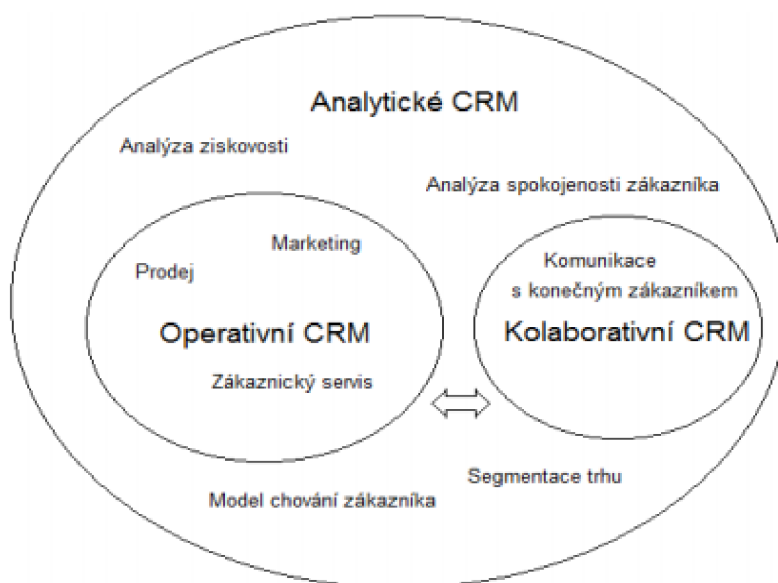 Analytické CRM
Analýza ziskovosti
Analýza spokojenosti zákazníka
Marketing
Prodej
Operativní CRM
Zákaznický servis
Komunikace
s konečným zákazníkem
Kolaborativní CRM
Segmentace trhu
Model chování zákazníka